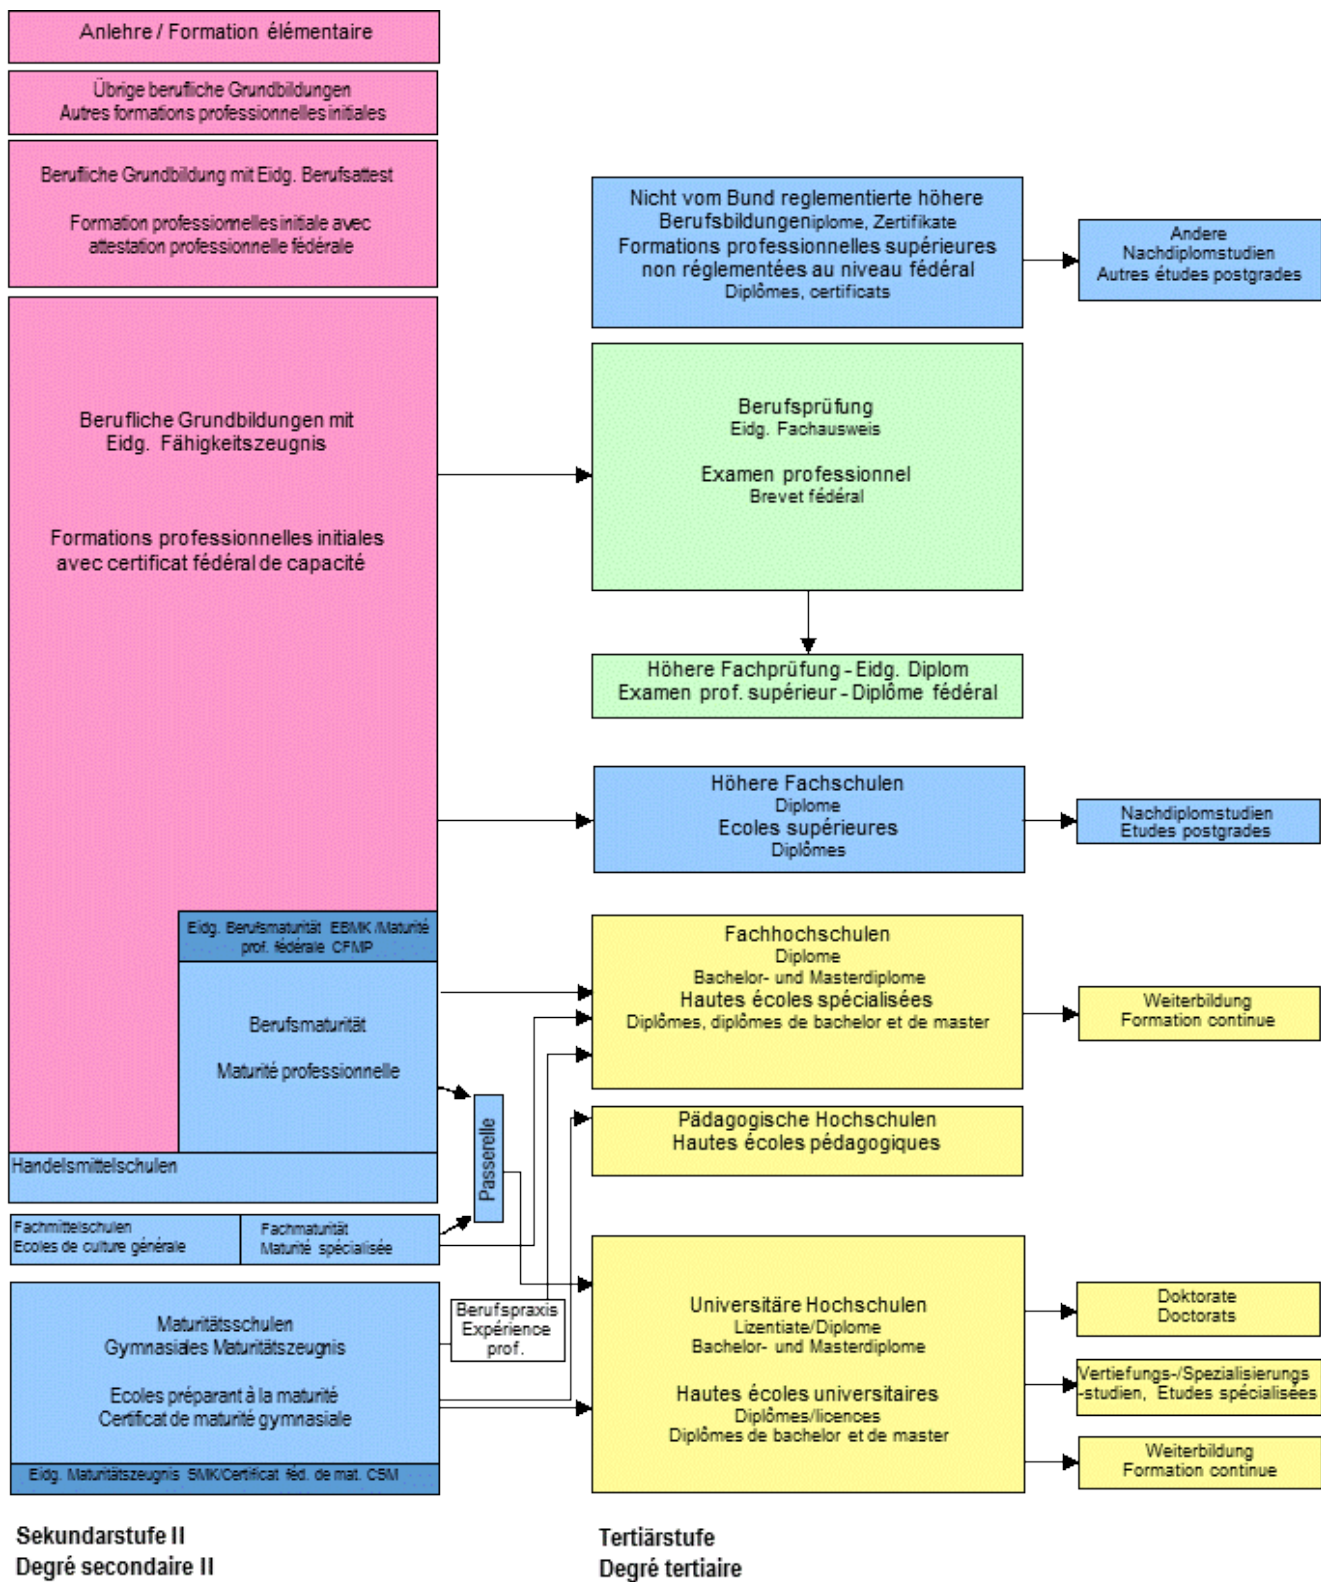 Anlehre / Formation élémentaire
Übrige berufliche Grundbildungen
Autres formations professionnelles initiales
Berufliche Grundbildung mit Eidg. Berufsattest
Formation professionnelles initiale avec
attestation professionnelle fédérale
Berufliche Grundbildungen mit
Eidg. Fähigkeitszeugnis
Formations professionnelles initiales
avec certificat fédéral de capacité
Eidg. Berufsmaturität EBMK /Maturité
prof. fédérale CFMP
Berufsmaturität
Maturité professionnelle
Handelsmittelschulen
Fachmittelschulen
Ecoles de culture générale
Fachmaturität
Maturité spécialisée
Maturitätsschulen
Gymnasiales Maturitätszeugnis
Ecoles préparant à la maturité
Certificat de maturité gymnasiale
Eidg. Maturitätszeugnis SMK/Certificat féd. de mat. CSM
Sekundarstufe II
Degré secondaire II
Passerelle
Berufspraxis
Expérience
prof.
Nicht vom Bund reglementierte höhere
Berufsbildungeniplome, Zertifikate
Formations professionnelles supérieures
non réglementées au niveau fédéral
Diplômes, certificats
Berufsprüfung
Eidg. Fachausweis
Examen professionnel
Brevet fédéral
Höhere Fachprüfung - Eidg. Diplom
Examen prof. supérieur - Diplôme fédéral
Höhere Fachschulen
Diplome
Ecoles supérieures
Diplômes
Fachhochschulen
Diplome
Bachelor- und Masterdiplome
Hautes écoles spécialisées
Diplômes, diplômes de bachelor et de master
Pädagogische Hochschulen
Hautes écoles pédagogiques
Universitäre Hochschulen
Lizentiate/Diplome
Bachelor- und Masterdiplome
Hautes écoles universitaires
Diplômes/licences
Diplômes de bachelor et de master
Tertiärstufe
Degré tertiaire
Andere
Nachdiplomstudien
Autres études postgrades
Nachdiplomstudien
Etudes postgrades
Weiterbildung
Formation continue
Doktorate
Doctorats
Vertiefungs-/Spezialisierungs
-studien, Etudes spécialisées
Weiterbildung
Formation continue